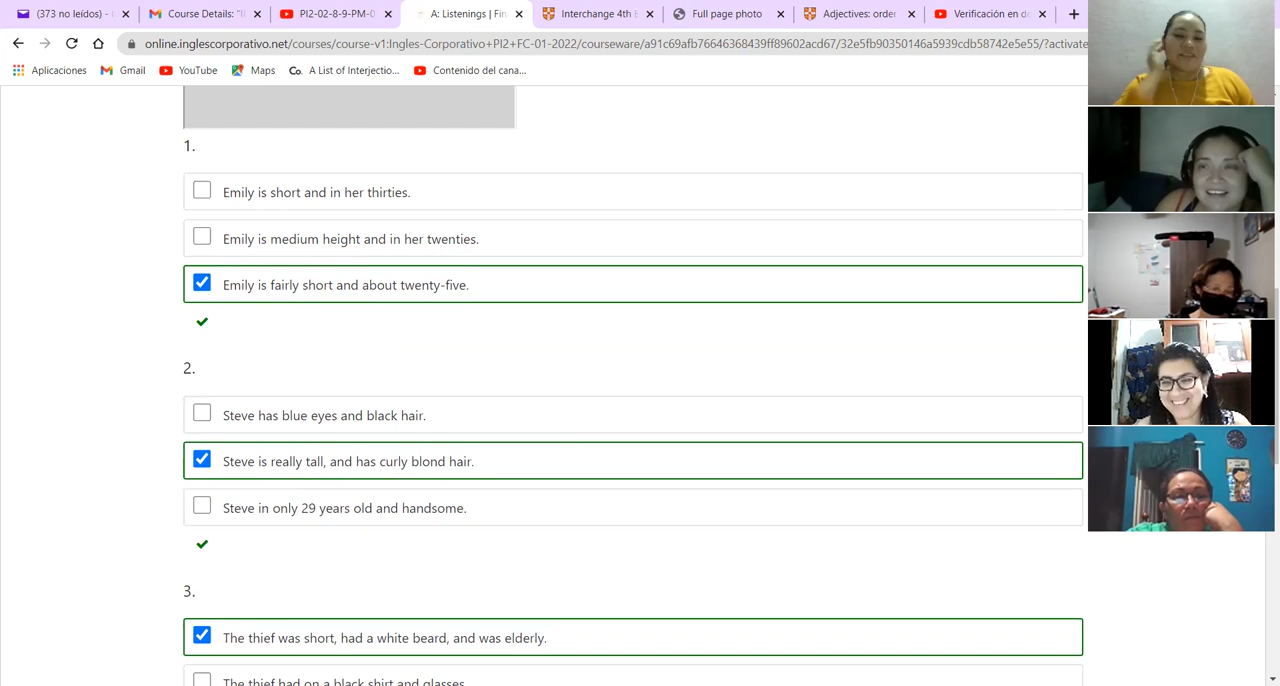 (373 no leídos) -
Course Details: "I
PI2-02-8-9-PM-0
A: Listenings | Fin
Interchange 4th E
Full page photo
Adjectives: order
Verificación en do
online.inglescorporativo.net/courses/course-v1:Ingles-Corporativo+PI2+FC-01-2022/courseware/a91c69afb76646368439ff89602acd67/32e5fb90350146a5939cdb58742e5e55/?activate
Aplicaciones
Gmail
YouTube
Maps
Co. A List of Interjectio...
Contenido del cana...
1.
Emily is short and in her thirties.
Emily is medium height and in her twenties.
Emily is fairly short and about twenty-five.
2.
Steve has blue eyes and black hair.
Steve is really tall, and has curly blond hair.
Steve in only 29 years old and handsome.
3.
The thief was short, had a white beard, and was elderly.
The thief had on a black shirt and glasses.